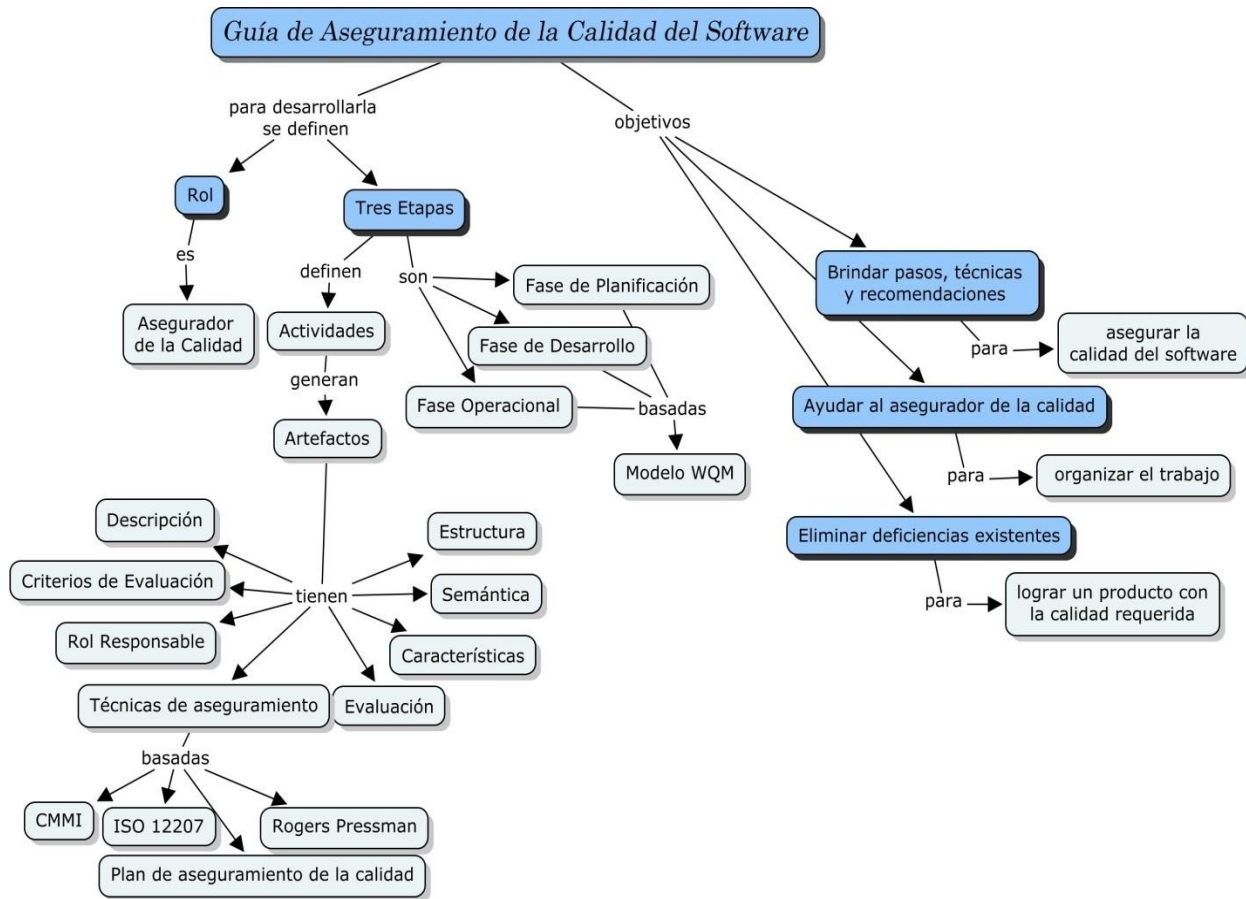 Guía de Aseguramiento de la Calidad del Software
para desarrollarla
se definen
objetivos
Rol
Tres Etapas
es
definen
son
Fase de Planificación
Brindar pasos, técnicas
y recomendaciones
Asegurador
de la Calidad
Actividades
Fase de Desarrollo
para
asegurar la
calidad del software
generan
Fase Operacional
basadas
Ayudar al asegurador de la calidad
Artefactos
Modelo WQM
para
organizar el trabajo
Descripción
Estructura
Eliminar deficiencias existentes
Criterios de Evaluación
tienen
Semántica
para
lograr un producto con
la calidad requerida
Rol Responsable
Características
Técnicas de aseguramiento
Evaluación
basadas
CMMI
ISO 12207
Rogers Pressman
Plan de aseguramiento de la calidad